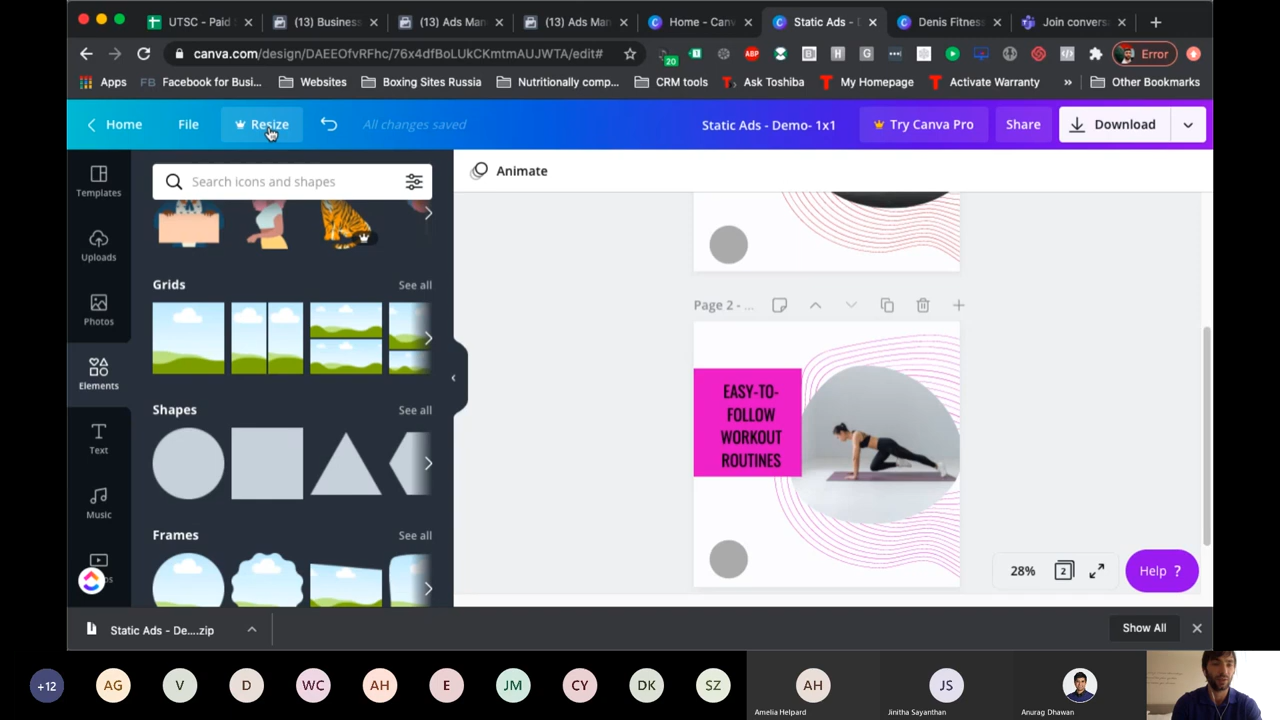 UTSC - Paid S
(13) Business
(13) Ads Man
(13) Ads Man
Home - Canv
Static Ads - D
Denis Fitness
Join convers
canva.com/design/DAEEOfvRFhc/76x4dfBoLUkCKmtmAUJWTA/edit#
20
ABP
H
G
Error
Apps
FB Facebook for Busi...
Websites
Boxing Sites Russia
Nutritionally comp...
CRM tools
Ask Toshiba
My Homepage
Activate Warranty
»
Other Bookmarks
Home
File
Resize
All changes saved
Static Ads - Demo- 1x1
Try Canva Pro
Share
Download
Templates
Uploads
Photos
Elements
Text
Music
Search icons and shapes
Grids
See all
Shapes
See all
Frames
See all
Animate
Page 2 - ...
EASY-TO-
FOLLOW
WORKOUT
ROUTINES
28%
2
Help ?
Static Ads - De....zip
Show All
+12
AG
V
D
WC
AH
E
JM
CY
DK
SZ
AH
Amelia Helpard
JS
Jinitha Sayanthan
Anurag Dhawan